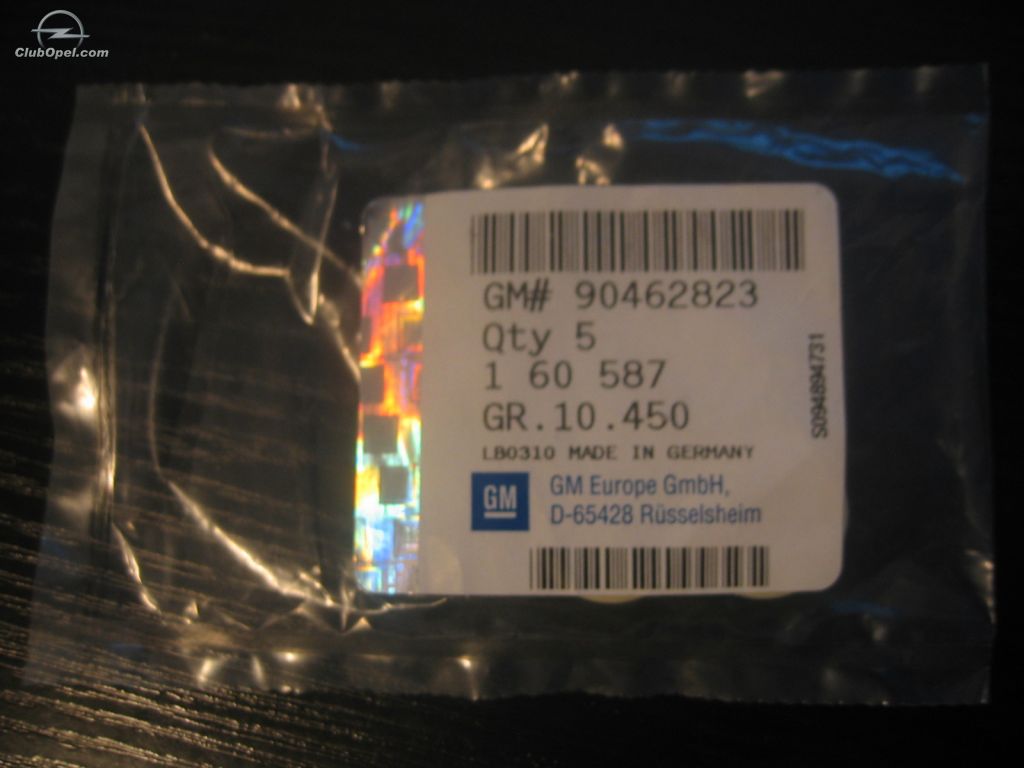 ClubOpel.com
GM# 90462823
Qty 5
1 60 587
GR.10.450
LB0310 MADE IN GERMANY
GM
GM Europe GmbH,
D-65428 Rüsselsheim
S094894731